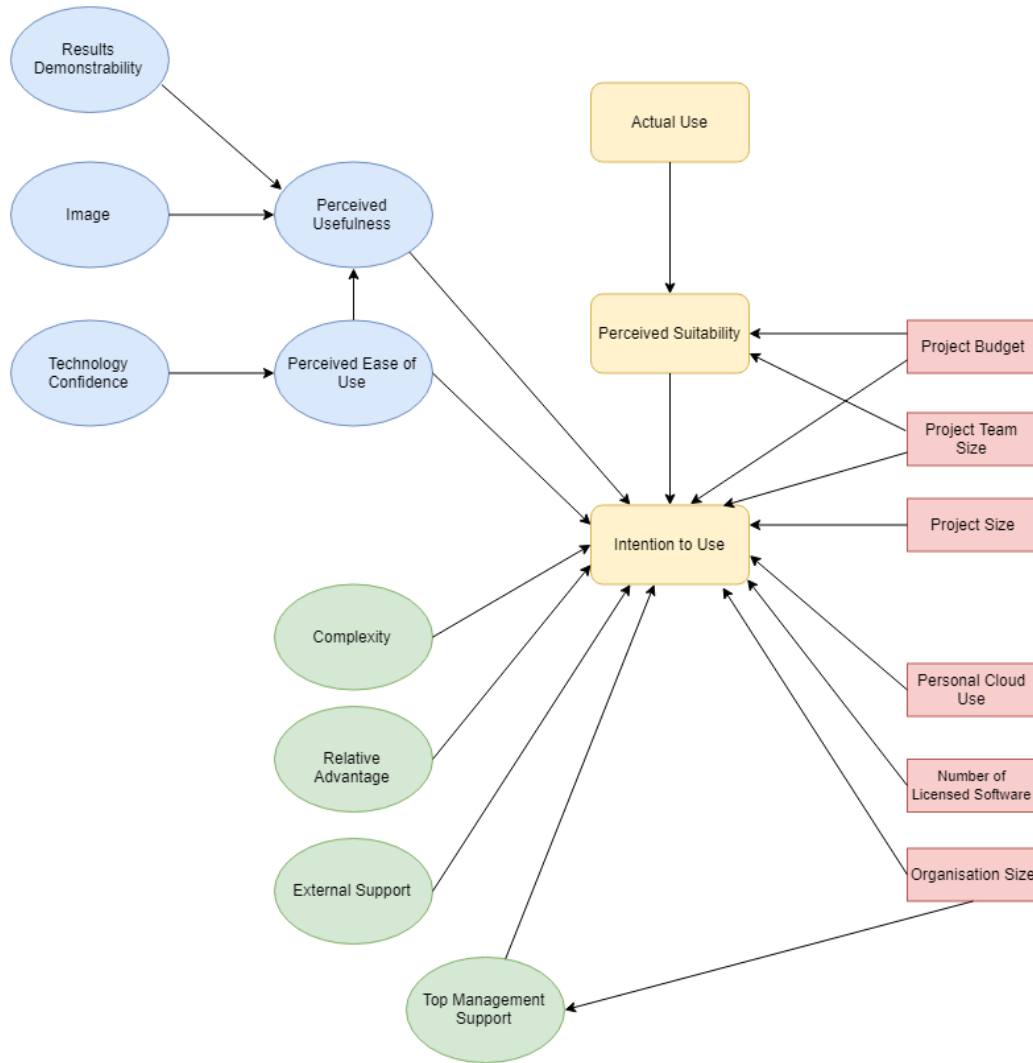 Results
Demonstrability
Actual Use
Image
Perceived
Usefulness
Perceived Suitability
Project Budget
Technology
Confidence
Perceived Ease of
Use
Project Team
Size
Project Size
Intention to Use
Complexity
Personal Cloud
Use
Relative
Advantage
Number of
Licensed Software
External Support
Organisation Size
Top Management
Support